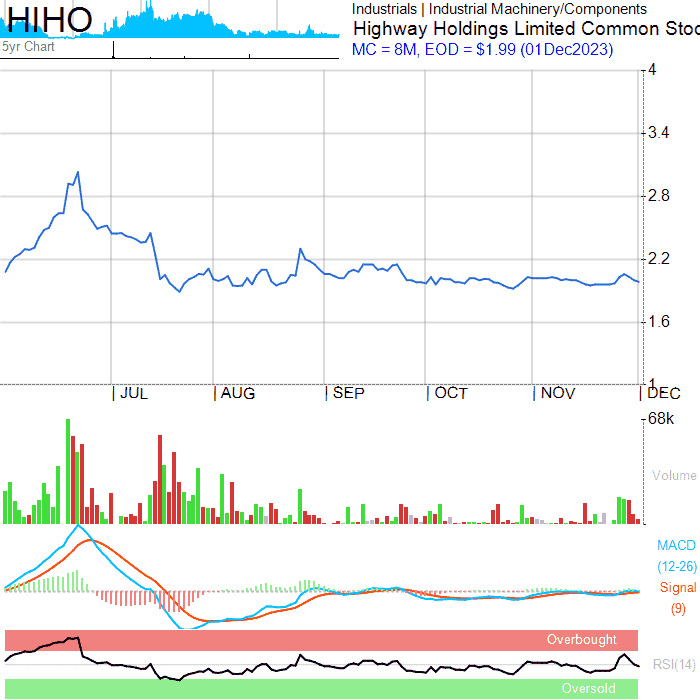 HIHO
5yr Chart
Industrials | Industrial Machinery/Components
Highway Holdings Limited Common Stoc
MC = 8M, EOD = $1.99 (01Dec2023)
4
3.4
2.8
2.2
1.6
1
JUL AUG SEP OCT NOV DEC
68k
Volume
MACD
(12-26)
Signal
(9)
Overbought
RSI(14)
Oversold